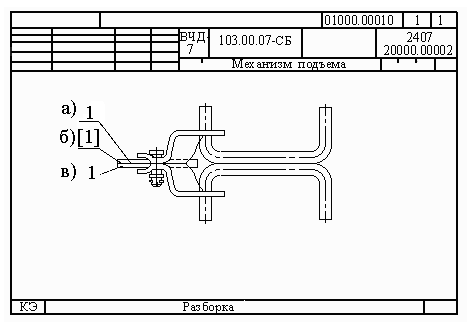 01000.00010 1 1
ВЧД-7 103.00.07-СБ 2407 20000.00002
Механизм подъема
а) 1
б)[1]
в) 1
КЭ Разборка